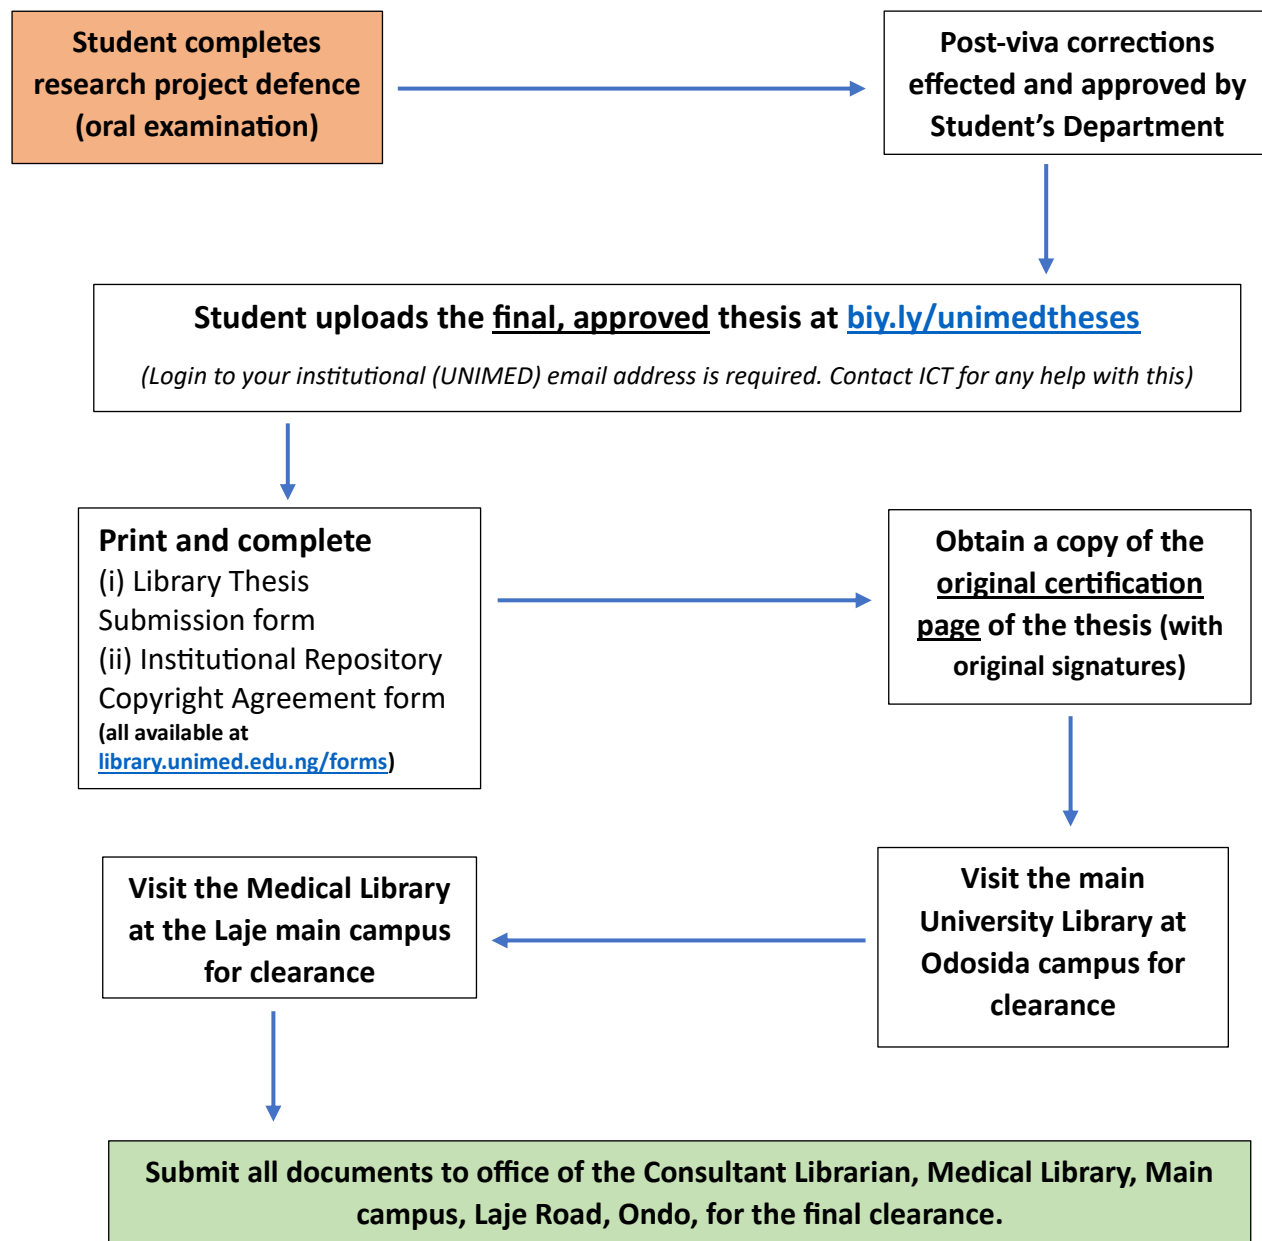 Student completes
research project defence
(oral examination)
Post-viva corrections
effected and approved by
Student’s Department
Student uploads the final, approved thesis at biy.ly/unimedtheses
(Login to your institutional (UNIMED) email address is required. Contact ICT for any help with this)
Print and complete
(i) Library Thesis
Submission form
(ii) Institutional Repository
Copyright Agreement form
(all available at
library.unimed.edu.ng/forms)
Obtain a copy of the
original certification
page of the thesis (with
original signatures)
Visit the main
University Library at
Odosida campus for
clearance
Visit the Medical Library
at the Laje main campus
for clearance
Submit all documents to office of the Consultant Librarian, Medical Library, Main
campus, Laje Road, Ondo, for the final clearance.